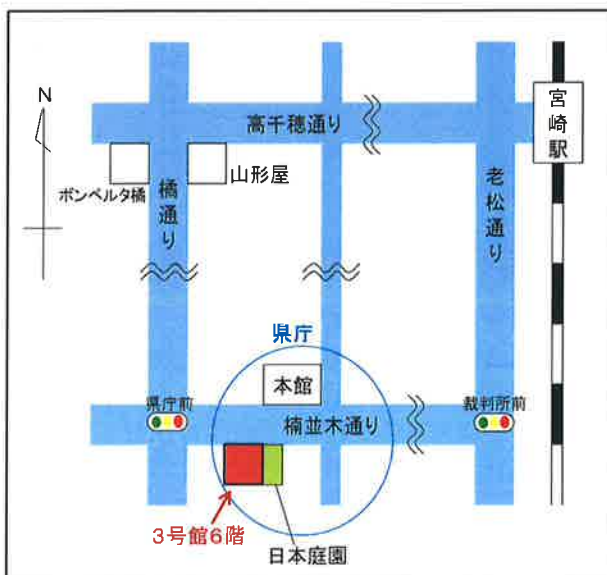 N
高千穂通り
宮崎駅
ボンベルタ橘
山形屋
橘通り
老松通り
県庁
本館
県庁前
楠並木通り
裁判所前
3号館6階
日本庭園